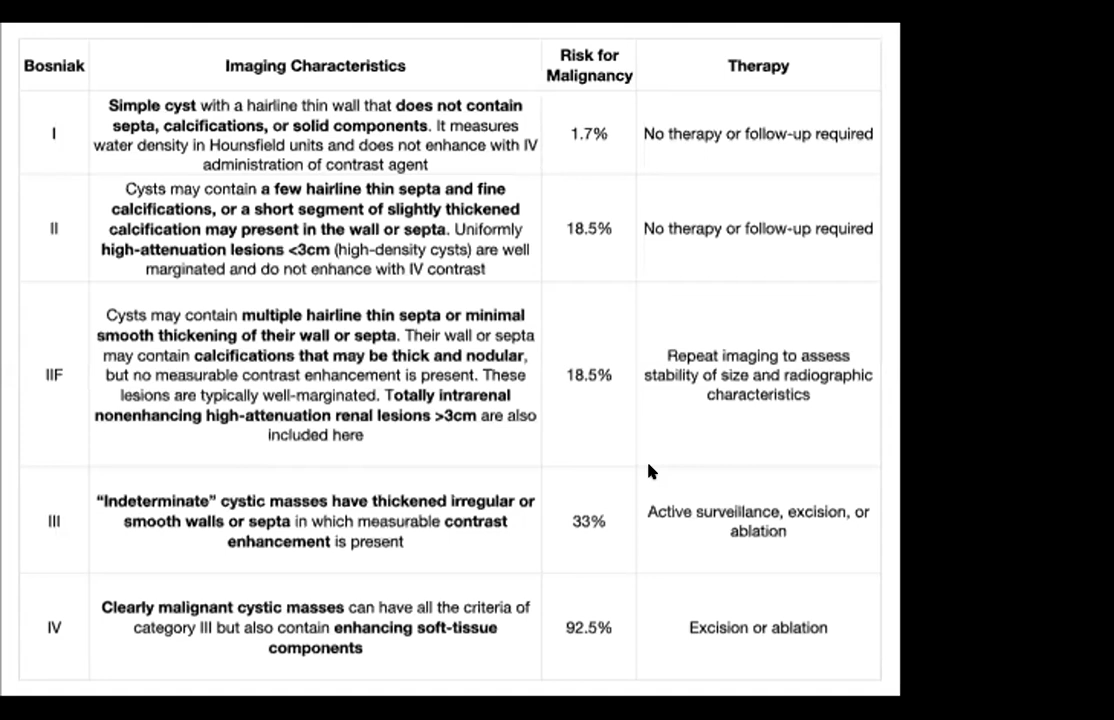 Bosniak
Imaging Characteristics
Risk for
Malignancy
Therapy
I
Simple cyst with a hairline thin wall that does not contain
septa, calcifications, or solid components. It measures
water density in Hounsfield units and does not enhance with IV
administration of contrast agent
1.7%
No therapy or follow-up required
II
Cysts may contain a few hairline thin septa and fine
calcifications, or a short segment of slightly thickened
calcification may present in the wall or septa. Uniformly
high-attenuation lesions <3cm (high-density cysts) are well
marginated and do not enhance with IV contrast
18.5%
No therapy or follow-up required
IIF
Cysts may contain multiple hairline thin septa or minimal
smooth thickening of their wall or septa. Their wall or septa
may contain calcifications that may be thick and nodular,
but no measurable contrast enhancement is present. These
lesions are typically well-marginated. Totally intrarenal
nonenhancing high-attenuation renal lesions >3cm are also
included here
18.5%
Repeat imaging to assess
stability of size and radiographic
characteristics
III
“Indeterminate” cystic masses have thickened irregular or
smooth walls or septa in which measurable contrast
enhancement is present
33%
Active surveillance, excision, or
ablation
IV
Clearly malignant cystic masses can have all the criteria of
category III but also contain enhancing soft-tissue
components
92.5%
Excision or ablation